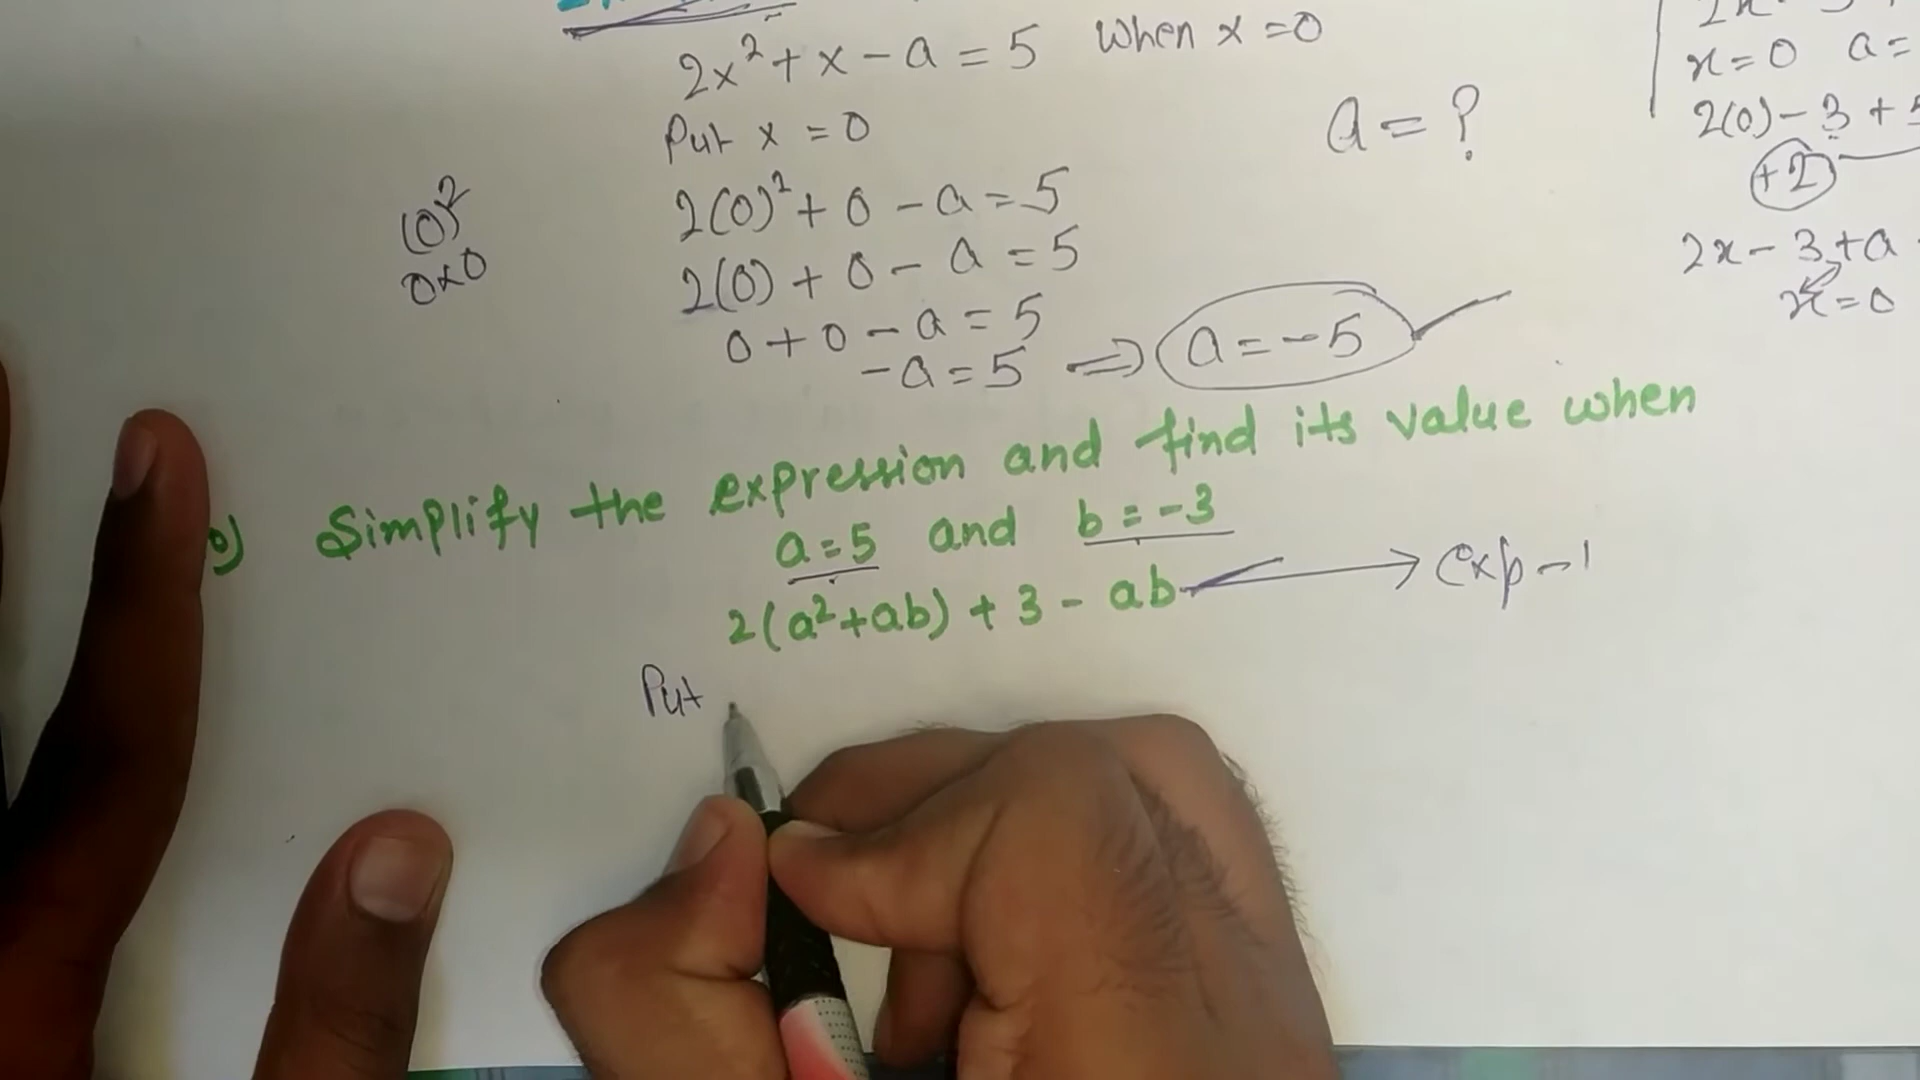 2x² + x - a = 5 when x = 0
Put x = 0
a = ?
2(0)² + 0 - a = 5
(0)²
0x0
2(0) + 0 - a = 5
0 + 0 - a = 5
-a = 5 ⇒ a = -5
Simplify the expression and find its value when
a = 5 and b = -3
2(a²+ab) + 3 - ab → exp-1
Put
x = 0 a =
2(0) - 3 + 5
+2
2x - 3 + a
x = 0